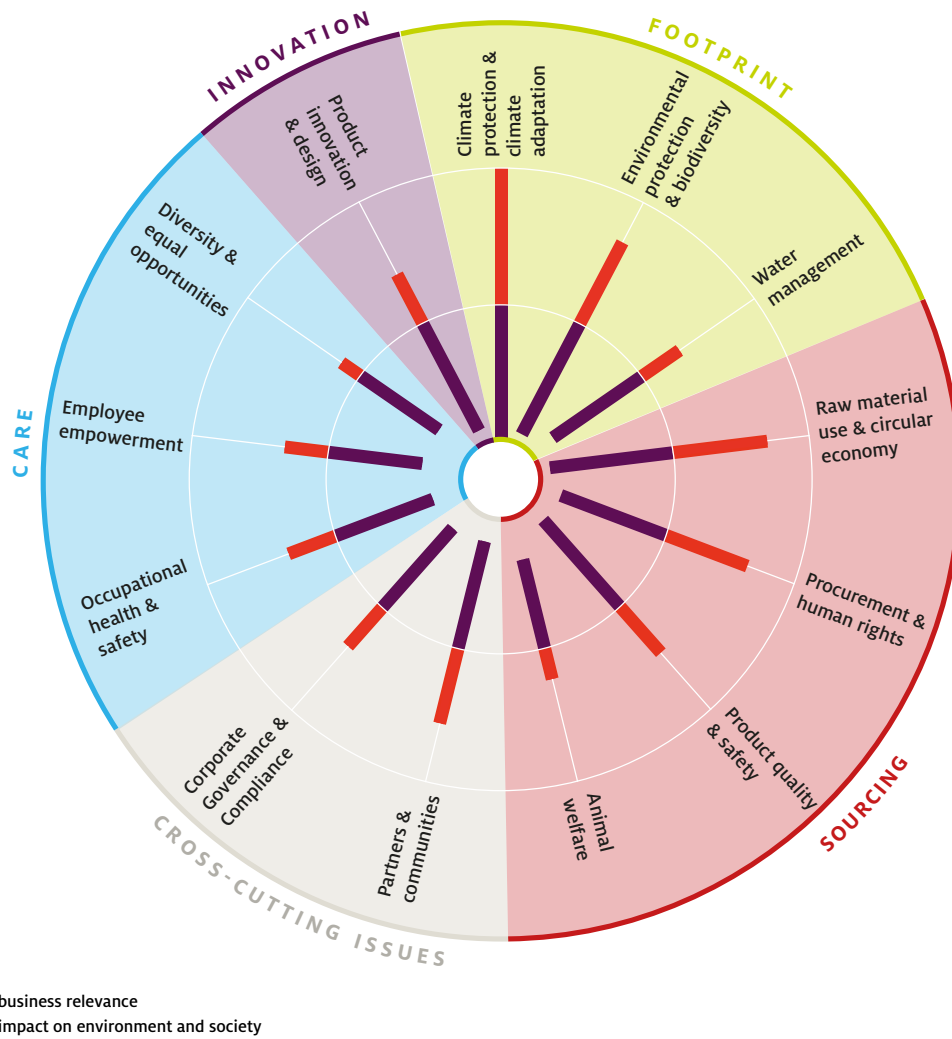 INNOVATION
FOOTPRINT
Product
innovation
& design
Climate
protection &
climate
adaptation
Environmental
protection
& biodiversity
Water
management
Diversity &
equal
opportunities
Employee
empowerment
CARE
Occupational
health &
safety
Raw material
use & circular
economy
Procurement &
human rights
Product quality
& safety
SOURCING
Animal
welfare
Partners &
communities
Corporate
Governance &
Compliance
CROSS-CUTTING ISSUES
business relevance
impact on environment and society